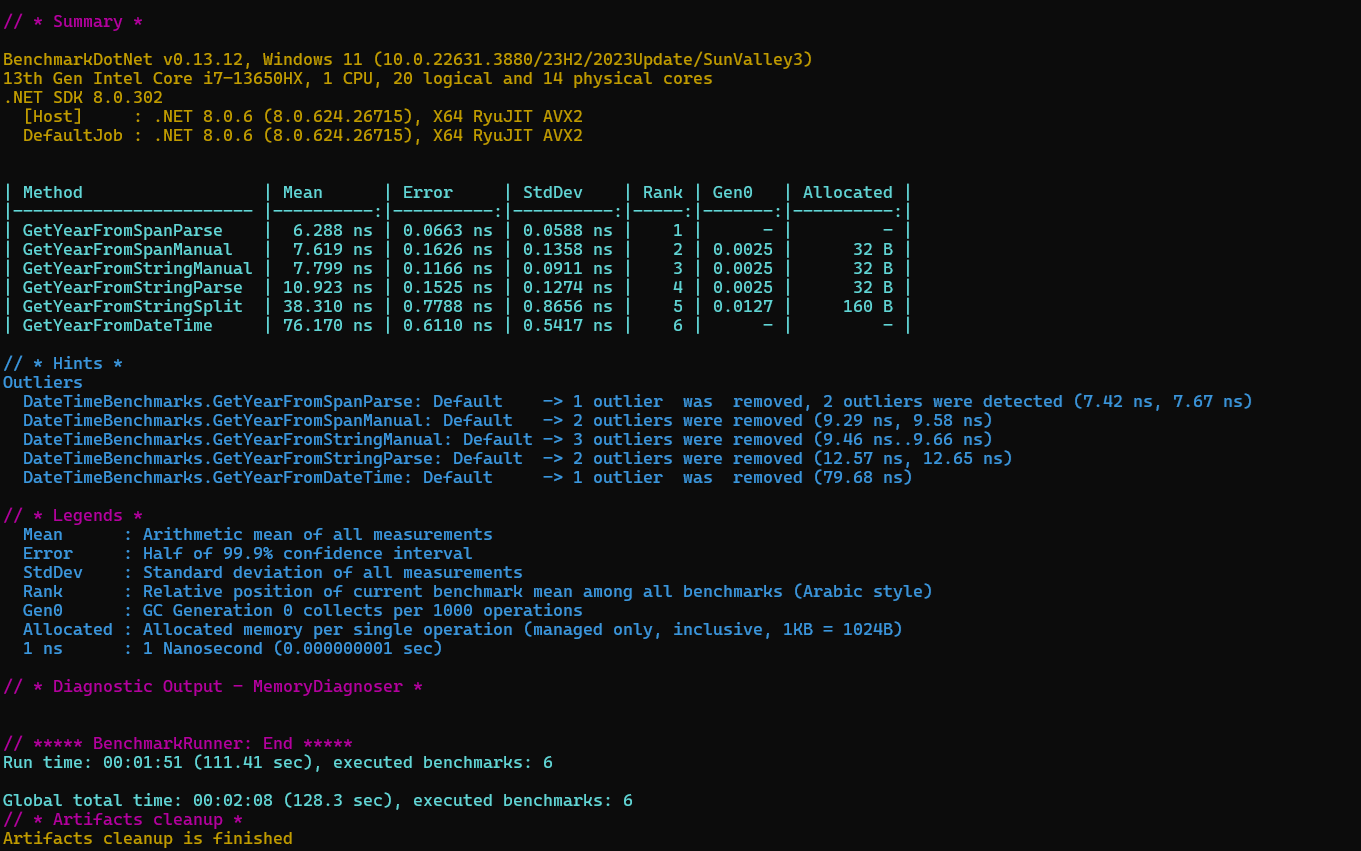 // * Summary *
BenchmarkDotNet v0.13.12, Windows 11 (10.0.22631.3880/23H2/2023Update/SunValley3)
13th Gen Intel Core i7-13650HX, 1 CPU, 20 logical and 14 physical cores
.NET SDK 8.0.302
  [Host]     : .NET 8.0.6 (8.0.624.26715), X64 RyuJIT AVX2
  DefaultJob : .NET 8.0.6 (8.0.624.26715), X64 RyuJIT AVX2
| Method                  | Mean      | Error     | StdDev    | Rank | Gen0   | Allocated |
|------------------------ |----------:|----------:|----------:|-----:|-------:|----------:|
| GetYearFromSpanParse    |  6.288 ns | 0.0663 ns | 0.0588 ns |    1 |      - |         - |
| GetYearFromSpanManual   |  7.619 ns | 0.1626 ns | 0.1358 ns |    2 | 0.0025 |      32 B |
| GetYearFromStringManual |  7.799 ns | 0.1166 ns | 0.0911 ns |    3 | 0.0025 |      32 B |
| GetYearFromStringParse  | 10.923 ns | 0.1525 ns | 0.1274 ns |    4 | 0.0025 |      32 B |
| GetYearFromStringSplit  | 38.310 ns | 0.7788 ns | 0.8656 ns |    5 | 0.0127 |     160 B |
| GetYearFromDateTime     | 76.170 ns | 0.6110 ns | 0.5417 ns |    6 |      - |         - |
// * Hints *
Outliers
  DateTimeBenchmarks.GetYearFromSpanParse: Default    -> 1 outlier  was  removed, 2 outliers were detected (7.42 ns, 7.67 ns)
  DateTimeBenchmarks.GetYearFromSpanManual: Default   -> 2 outliers were removed (9.29 ns, 9.58 ns)
  DateTimeBenchmarks.GetYearFromStringManual: Default -> 3 outliers were removed (9.46 ns..9.66 ns)
  DateTimeBenchmarks.GetYearFromStringParse: Default  -> 2 outliers were removed (12.57 ns, 12.65 ns)
  DateTimeBenchmarks.GetYearFromDateTime: Default     -> 1 outlier  was  removed (79.68 ns)
// * Legends *
  Mean      : Arithmetic mean of all measurements
  Error     : Half of 99.9% confidence interval
  StdDev    : Standard deviation of all measurements
  Rank      : Relative position of current benchmark mean among all benchmarks (Arabic style)
  Gen0      : GC Generation 0 collects per 1000 operations
  Allocated : Allocated memory per single operation (managed only, inclusive, 1KB = 1024B)
  1 ns      : 1 Nanosecond (0.000000001 sec)
// * Diagnostic Output - MemoryDiagnoser *
// ***** BenchmarkRunner: End *****
Run time: 00:01:51 (111.41 sec), executed benchmarks: 6
Global total time: 00:02:08 (128.3 sec), executed benchmarks: 6
// * Artifacts cleanup *
Artifacts cleanup is finished